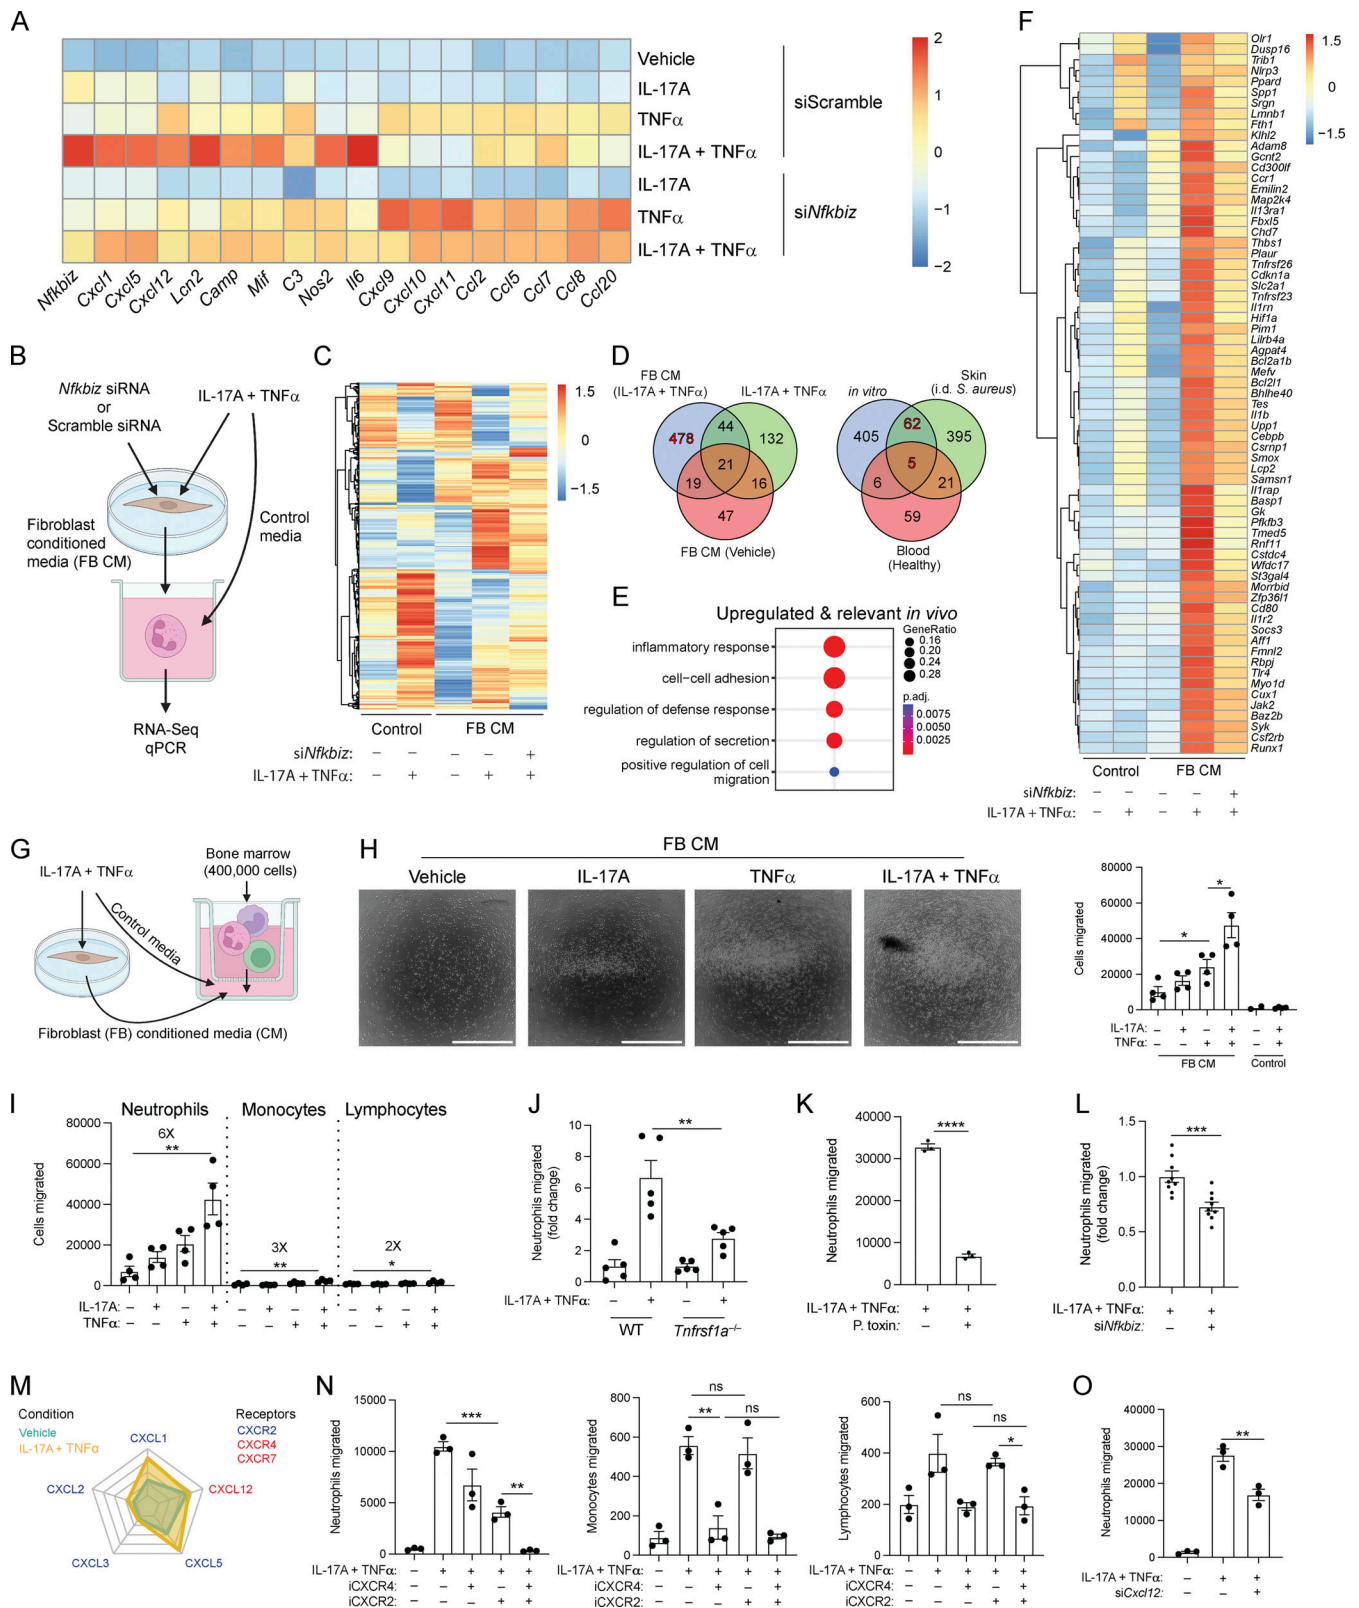 A
Vehicle
IL-17A
TNFα
IL-17A + TNFα
IL-17A
TNFα
IL-17A + TNFα
siScramble
siNfkbiz
2
1
0
−1
−2
Nfkbiz
Cxcl1
Cxcl5
Cxcl12
Lcn2
Camp
Mif
C3
Nos2
Il6
Cxcl9
Cxcl10
Cxcl11
Ccl2
Ccl5
Ccl7
Ccl8
Ccl20
B
Nfkbiz siRNA
or
Scramble siRNA
IL-17A + TNFα
Fibroblast
conditioned
media (FB CM)
Control
media
RNA-Seq
qPCR
C
1.5
0
−1.5
Control
FB CM
siNfkbiz: − − +
IL-17A + TNFα: − + − + +
D
FB CM
(IL-17A + TNFα)
IL-17A + TNFα
478
44
132
21
19
16
47
FB CM (Vehicle)
in vitro
Skin
(i.d. S. aureus)
405
62
395
5
6
21
59
Blood
(Healthy)
E
Upregulated & relevant in vivo
inflammatory response
cell−cell adhesion
regulation of defense response
regulation of secretion
positive regulation of cell
migration
GeneRatio
0.16
0.20
0.24
0.28
p.adj.
0.0075
0.0050
0.0025
F
Olr1
Dusp16
Trib1
Nlrp3
Ppard
Spp1
Srgn
Lmnb1
Fth1
Klhl2
Adam8
Gcnt2
Cd300lf
Ccr1
Emilin2
Map2k4
Il13ra1
Fbxl5
Chd7
Thbs1
Plaur
Tnfrsf26
Cdkn1a
Slc2a1
Tnfrsf23
Il1rn
Hif1a
Pim1
Lilrb4a
Agpat4
Bcl2a1b
Mefv
Bcl2l1
Bhlhe40
Tes
Il1b
Upp1
Cebpb
Csrnp1
Smox
Lcp2
Samsn1
Il1rap
Basp1
Gk
Pfkfb3
Tmed5
Rnf11
Cstdc4
Wfdc17
St3gal4
Morrbid
Zfp36l1
Cd80
Il1r2
Socs3
Aff1
Fmnl2
Rbpj
Tlr4
Myo1d
Cux1
Jak2
Baz2b
Syk
Csf2rb
Runx1
1.5
0
−1.5
Control
FB CM
siNfkbiz: − − +
IL-17A + TNFα: − + − + +
G
IL-17A + TNFα
Bone marrow
(400,000 cells)
Control media
Fibroblast (FB) conditioned media (CM)
H
FB CM
Vehicle
IL-17A
TNFα
IL-17A + TNFα
Cells migrated
80000
60000
40000
20000
0
*
*
IL-17A: − + − + − +
TNFα: − − + + − +
FB CM
Control
I
Neutrophils
Monocytes
Lymphocytes
6X
**
3X
**
2X
*
Cells migrated
80000
60000
40000
20000
0
IL-17A: − + − + − + − + − + − +
TNFα: − − + + − − + + − − + +
J
Neutrophils migrated
(fold change)
10
8
6
4
2
0
**
IL-17A + TNFα: − + − +
WT
Tnfrsf1a−/−
K
Neutrophils migrated
40000
30000
20000
10000
0
****
IL-17A + TNFα: + +
P. toxin: − +
L
Neutrophils migrated
(fold change)
1.5
1.0
0.5
0.0
***
IL-17A + TNFα: + +
siNfkbiz: − +
M
Condition
Vehicle
IL-17A + TNFα
Receptors
CXCR2
CXCR4
CXCR7
CXCL1
CXCL2
CXCL12
CXCL3
CXCL5
N
Neutrophils migrated
15000
10000
5000
0
***
**
IL-17A + TNFα: − + + + +
iCXCR4: − − + − +
iCXCR2: − − − + +
Monocytes migrated
800
600
400
200
0
ns
**
ns
IL-17A + TNFα: − + + + +
iCXCR4: − − + − +
iCXCR2: − − − + +
Lymphocytes migrated
600
400
200
0
ns
ns
*
IL-17A + TNFα: − + + + +
iCXCR4: − − + − +
iCXCR2: − − − + +
O
Neutrophils migrated
40000
30000
20000
10000
0
**
IL-17A + TNFα: − + +
siCxcl12: − − +